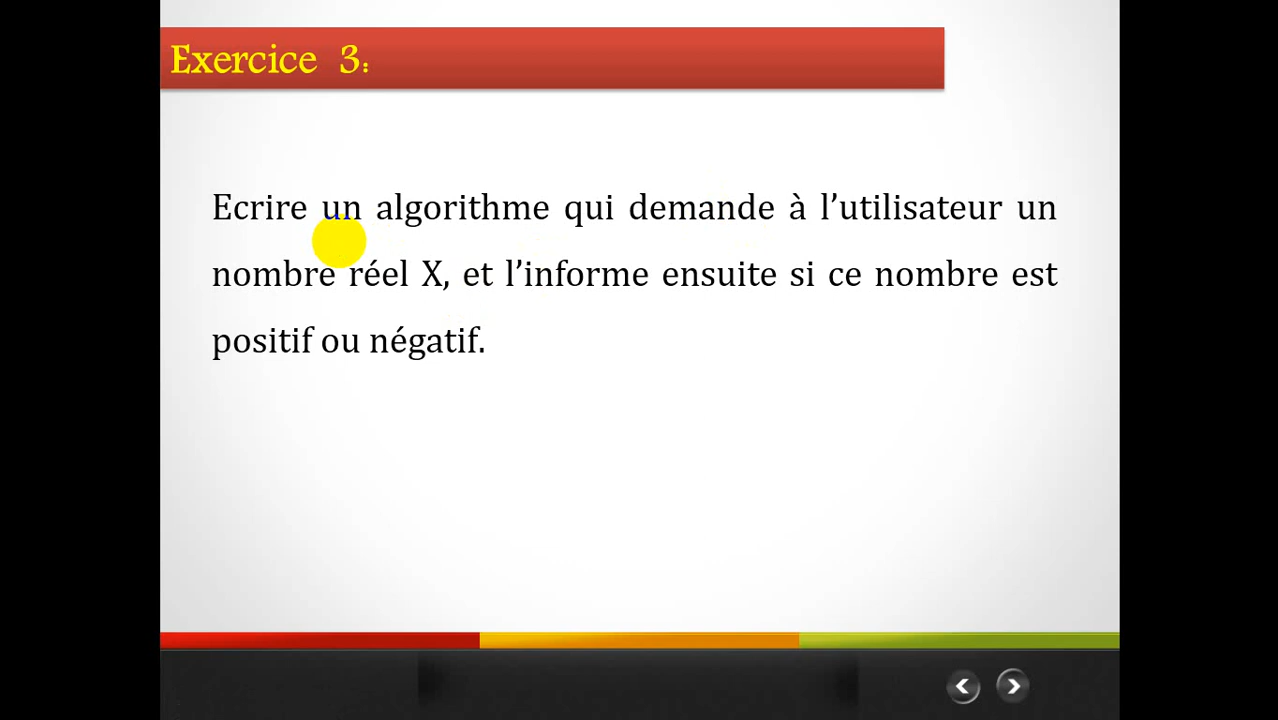 Exercice 3:
Ecrire un algorithme qui demande à l’utilisateur un
nombre réel X, et l’informe ensuite si ce nombre est
positif ou négatif.